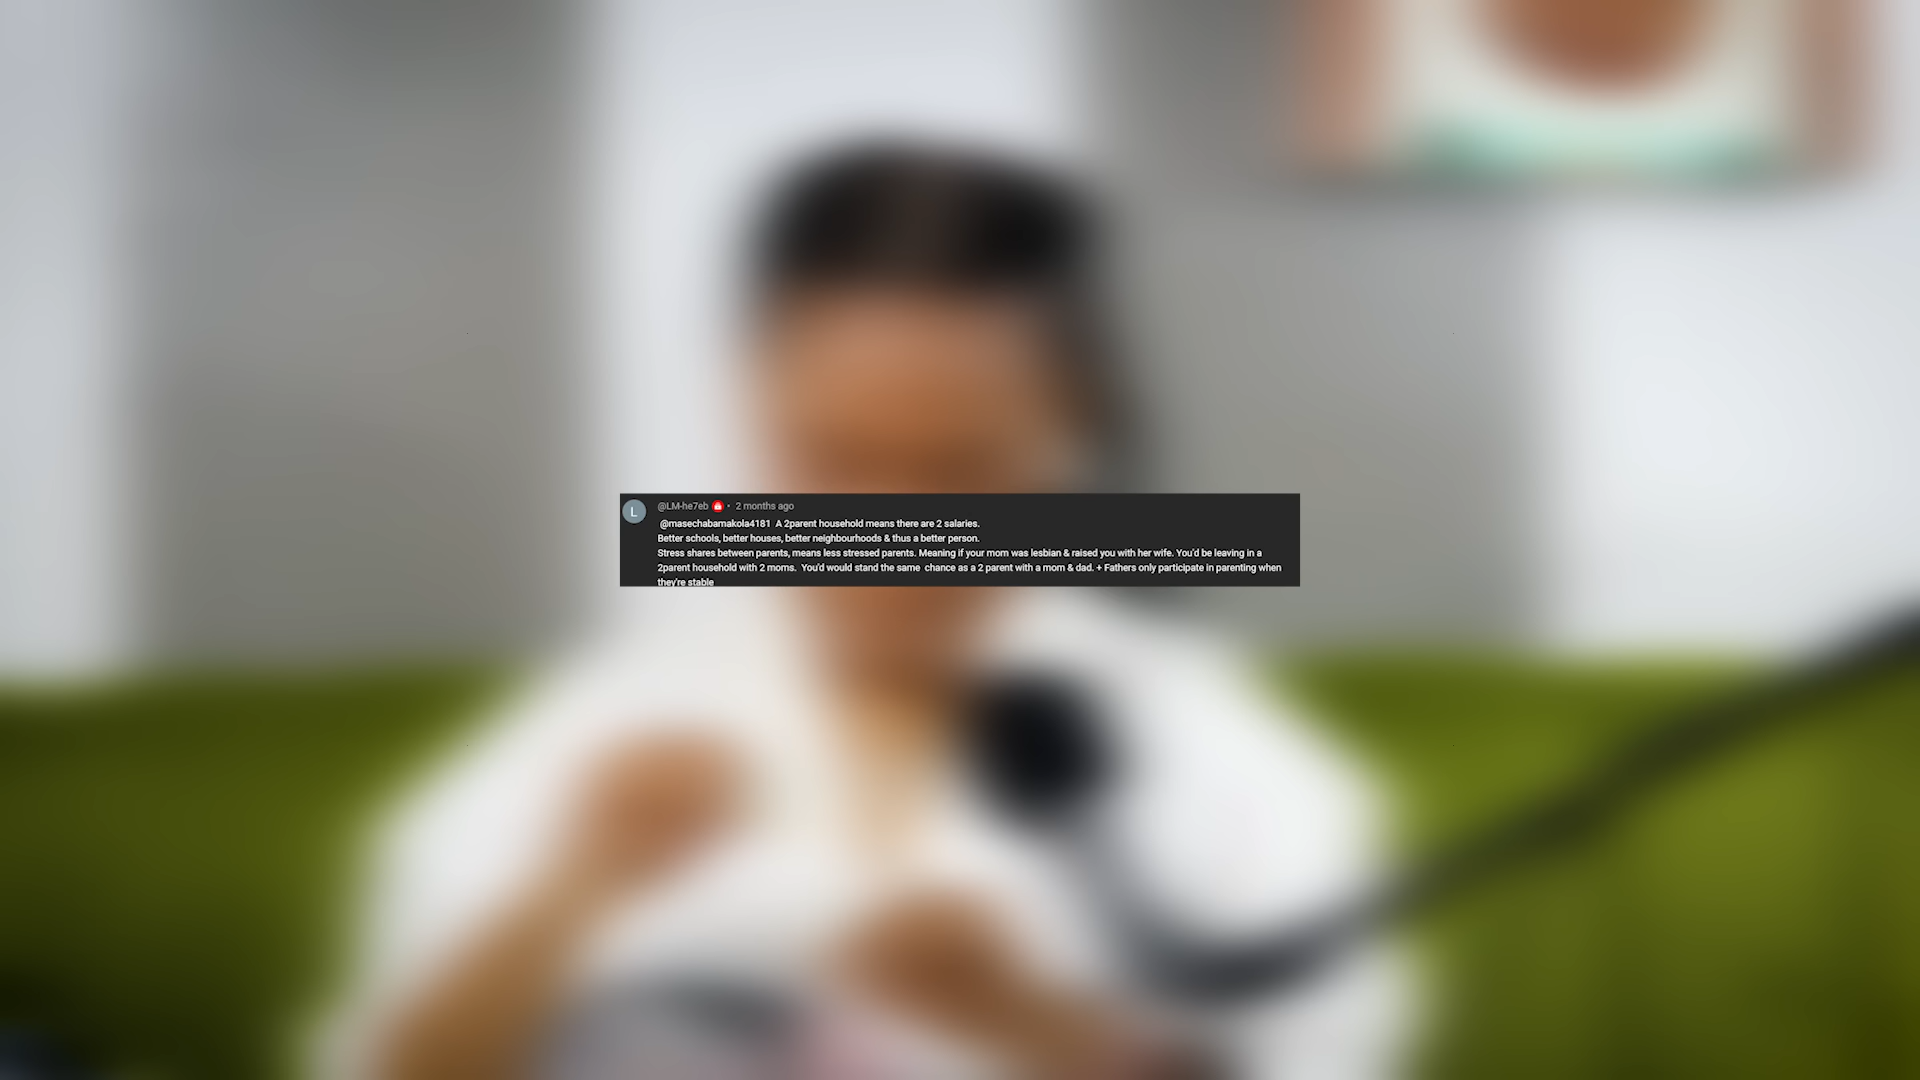 L
@LM-he7eb • 2 months ago
@masechabamakola4181 A 2parent household means there are 2 salaries.
Better schools, better houses, better neighbourhoods & thus a better person.
Stress shares between parents, means less stressed parents. Meaning if your mom was lesbian & raised you with her wife. You'd be leaving in a
2parent household with 2 moms. You'd would stand the same chance as a 2 parent with a mom & dad. + Fathers only participate in parenting when
they're stable